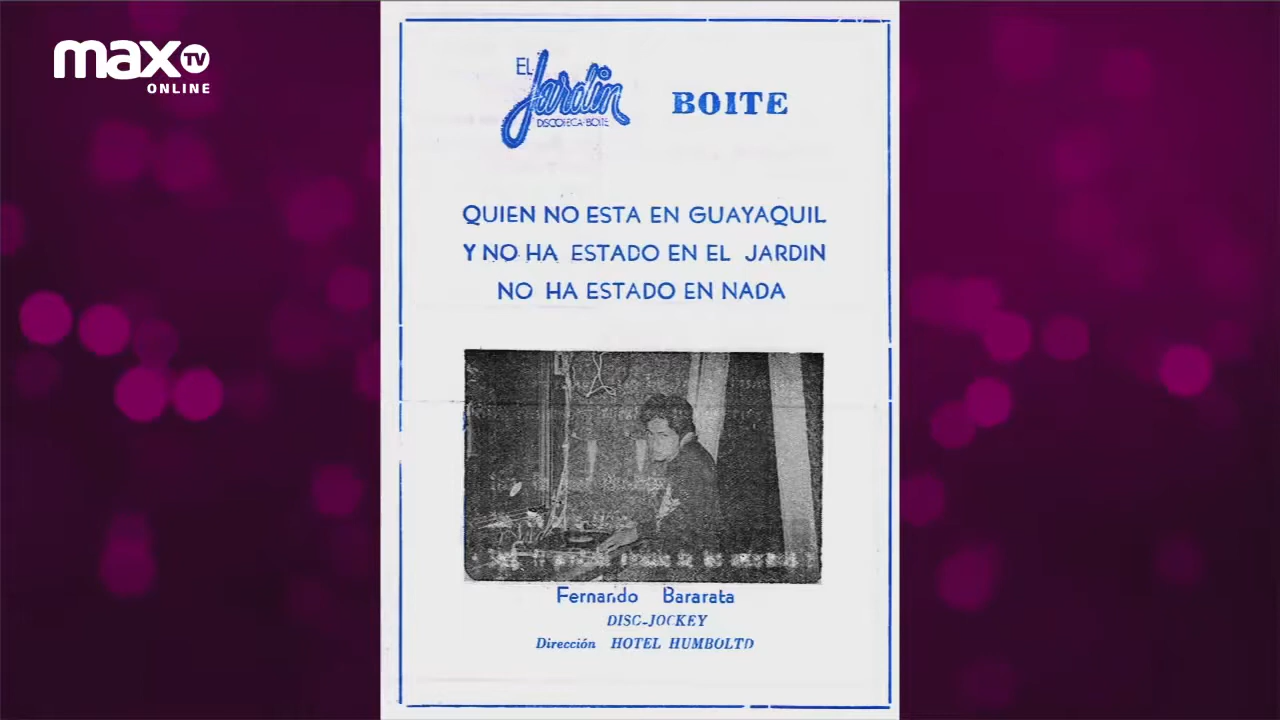 max TV
ONLINE
EL Jardin
DISCOTECA-BOITE
BOITE
QUIEN NO ESTA EN GUAYAQUIL
Y NO HA ESTADO EN EL JARDIN
NO HA ESTADO EN NADA
Fernando Bararata
DISC-JOCKEY
Dirección HOTEL HUMBOLTD